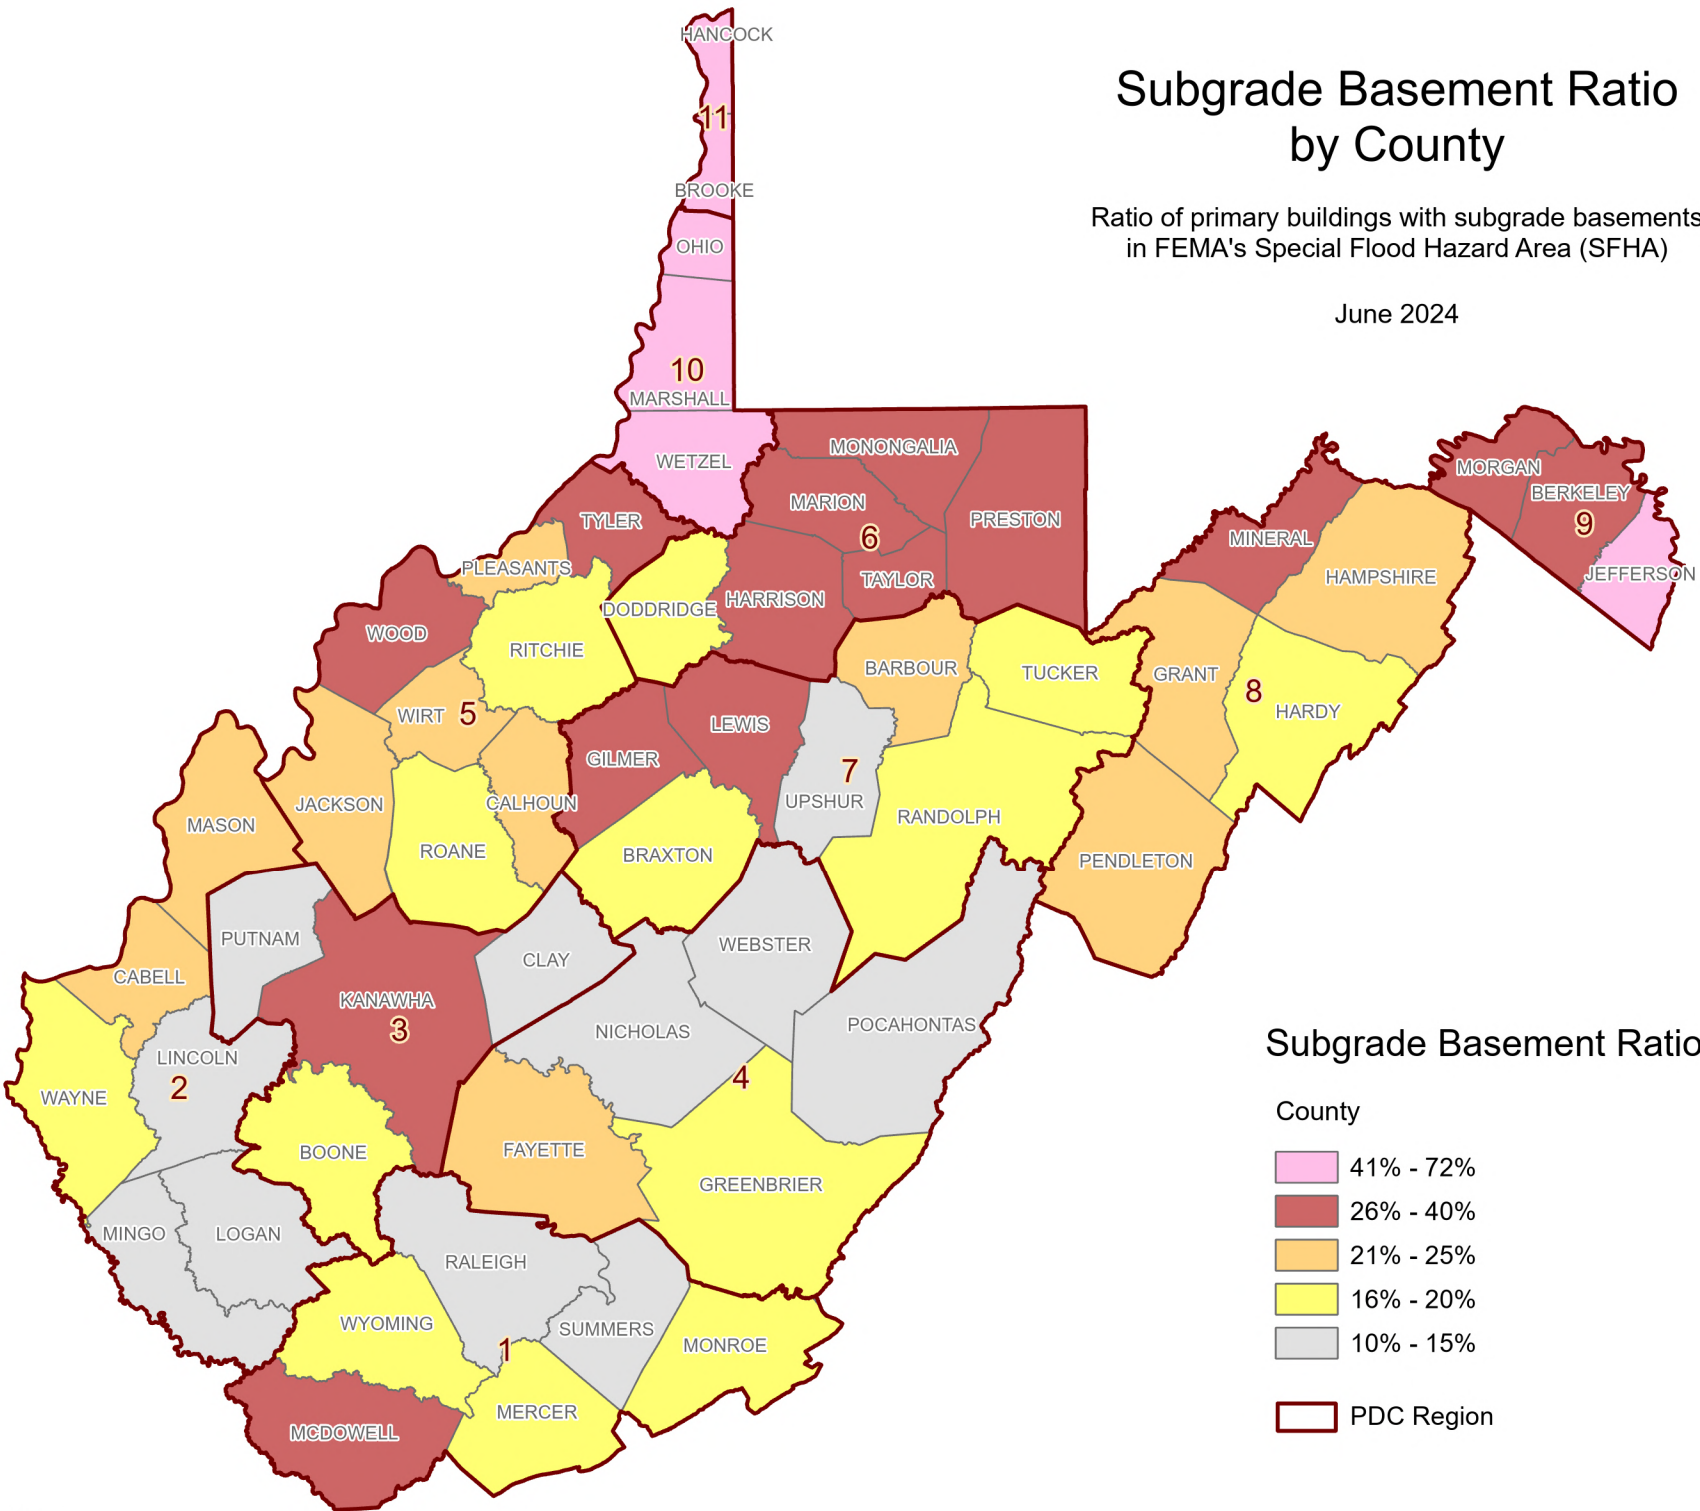 HANCOCK
Subgrade Basement Ratio
by County
11
BROOKE
Ratio of primary buildings with subgrade basements
in FEMA's Special Flood Hazard Area (SFHA)
OHIO
June 2024
10
MARSHALL
WETZEL
MONONGALIA
MORGAN
BERKELEY
9
MARION
6
PRESTON
TYLER
MINERAL
JEFFERSON
PLEASANTS
TAYLOR
HAMPSHIRE
DODDRIDGE
HARRISON
WOOD
RITCHIE
BARBOUR
TUCKER
GRANT
8
HARDY
WIRT
5
LEWIS
GILMER
7
UPSHUR
JACKSON
CALHOUN
MASON
RANDOLPH
ROANE
BRAXTON
PENDLETON
PUTNAM
WEBSTER
CLAY
CABELL
KANAWHA
3
NICHOLAS
POCAHONTAS
LINCOLN
2
WAYNE
4
BOONE
FAYETTE
GREENBRIER
MINGO
LOGAN
RALEIGH
WYOMING
1
SUMMERS
MONROE
MERCER
MCDOWELL
Subgrade Basement Ratio
County
41% - 72%
26% - 40%
21% - 25%
16% - 20%
10% - 15%
PDC Region